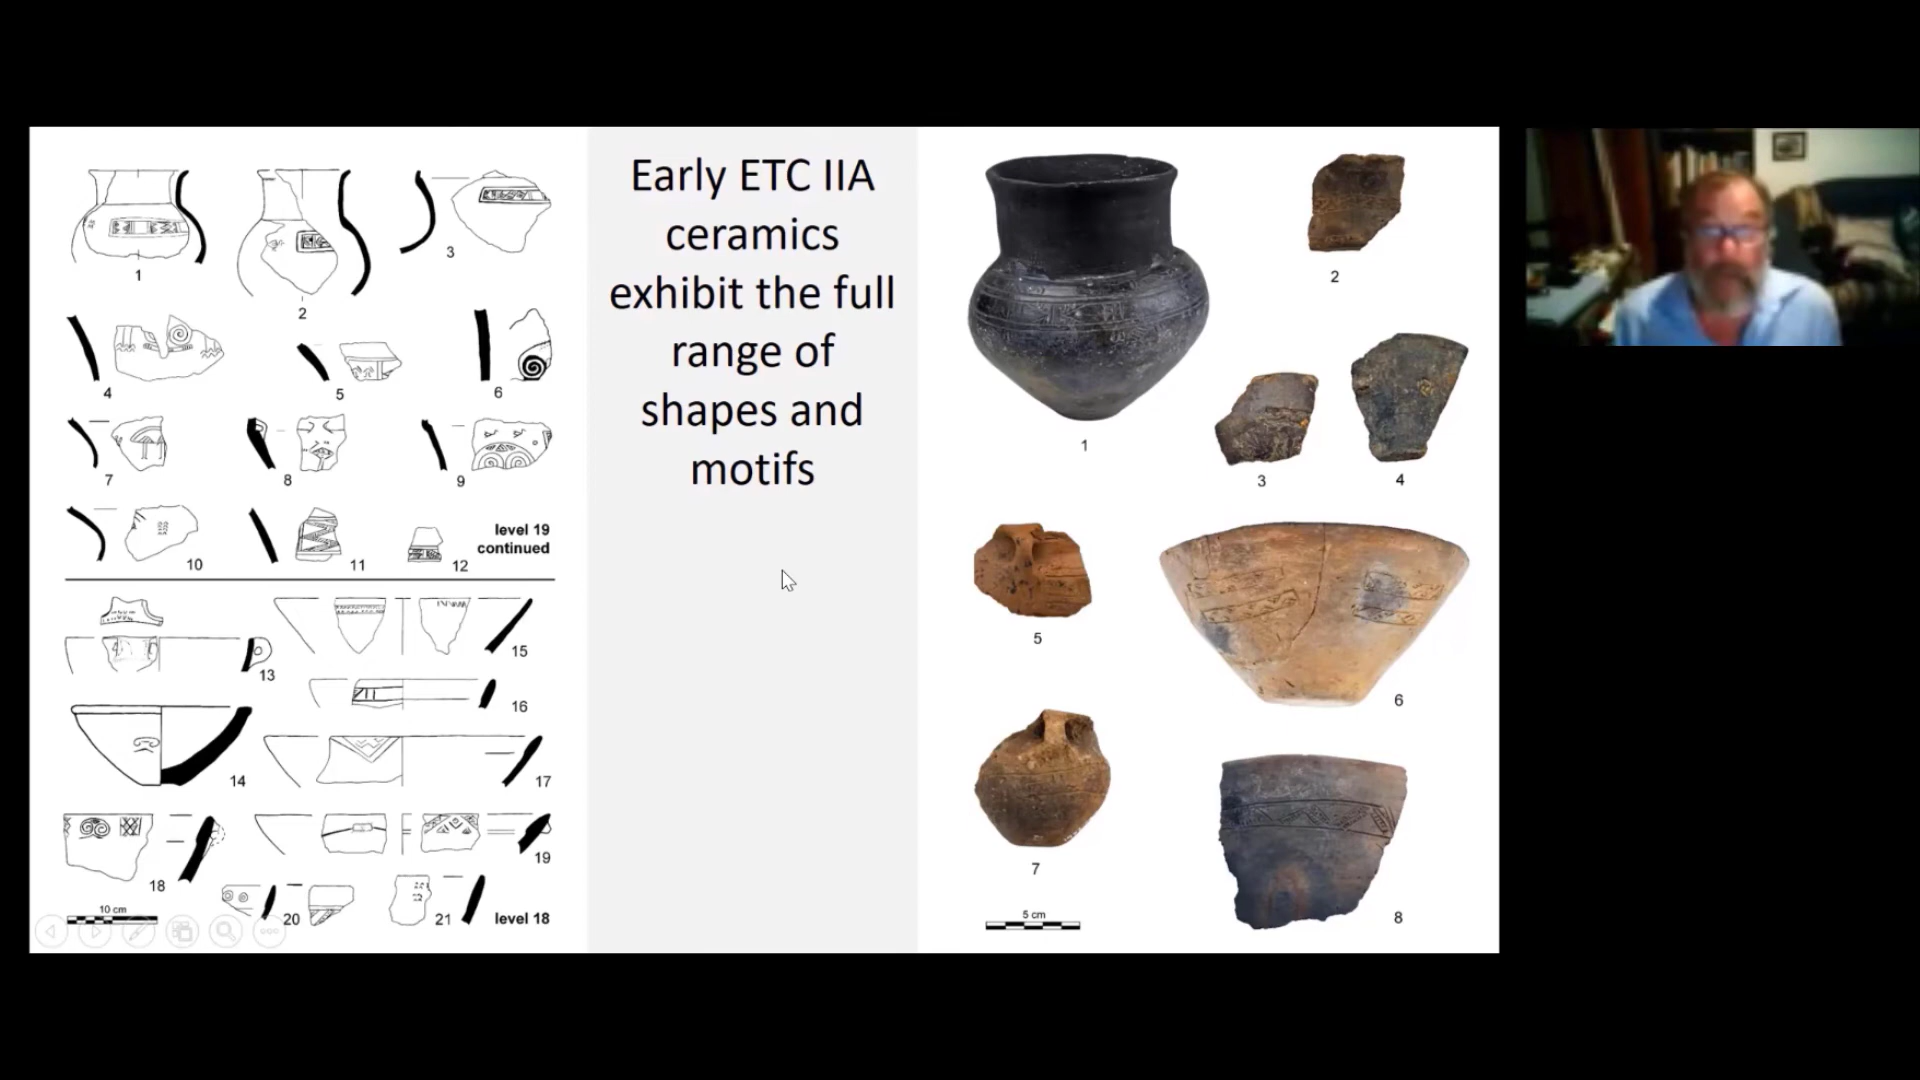 1
2
3
4
5
6
7
8
9
10
11
12
level 19
continued
13
14
15
16
17
18
19
20
21
10 cm
level 18
Early ETC IIA
ceramics
exhibit the full
range of
shapes and
motifs
1
2
3
4
5
6
7
8
5 cm